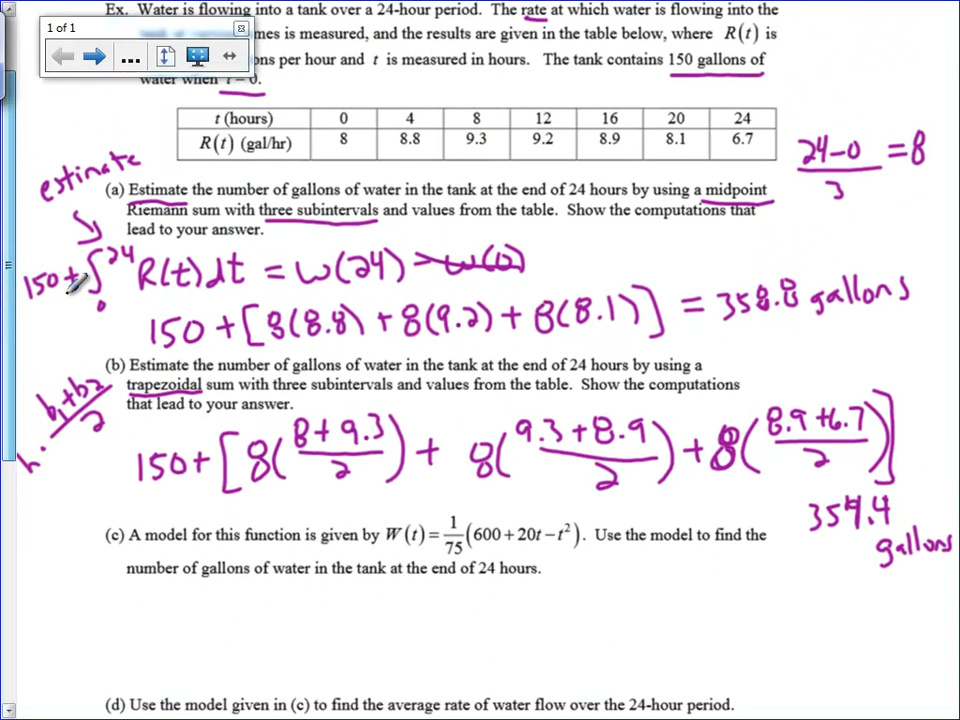 Ex. Water is flowing into a tank over a 24-hour period. The rate at which water is flowing into the
1 of 1
mes is measured, and the results are given in the table below, where R(t) is
ons per hour and t is measured in hours. The tank contains 150 gallons of
water when t = 0.
t (hours) 0 4 8 12 16 20 24
R(t) (gal/hr) 8 8.8 9.3 9.2 8.9 8.1 6.7
24-0 / 3 = 8
estimate
(a) Estimate the number of gallons of water in the tank at the end of 24 hours by using a midpoint
Riemann sum with three subintervals and values from the table. Show the computations that
lead to your answer.
150 + ∫₀²⁴ R(t) dt = W(24) - W(0)
150 + [8(8.8) + 8(9.2) + 8(8.1)] = 358.8 gallons
(b) Estimate the number of gallons of water in the tank at the end of 24 hours by using a
trapezoidal sum with three subintervals and values from the table. Show the computations
that lead to your answer.
h · b₁+b₂ / 2
150 + [8(8+9.3 / 2) + 8(9.3+8.9 / 2) + 8(8.9+6.7 / 2)]
354.4
gallons
(c) A model for this function is given by W(t) = 1/75 (600 + 20t - t²). Use the model to find the
number of gallons of water in the tank at the end of 24 hours.
(d) Use the model given in (c) to find the average rate of water flow over the 24-hour period.